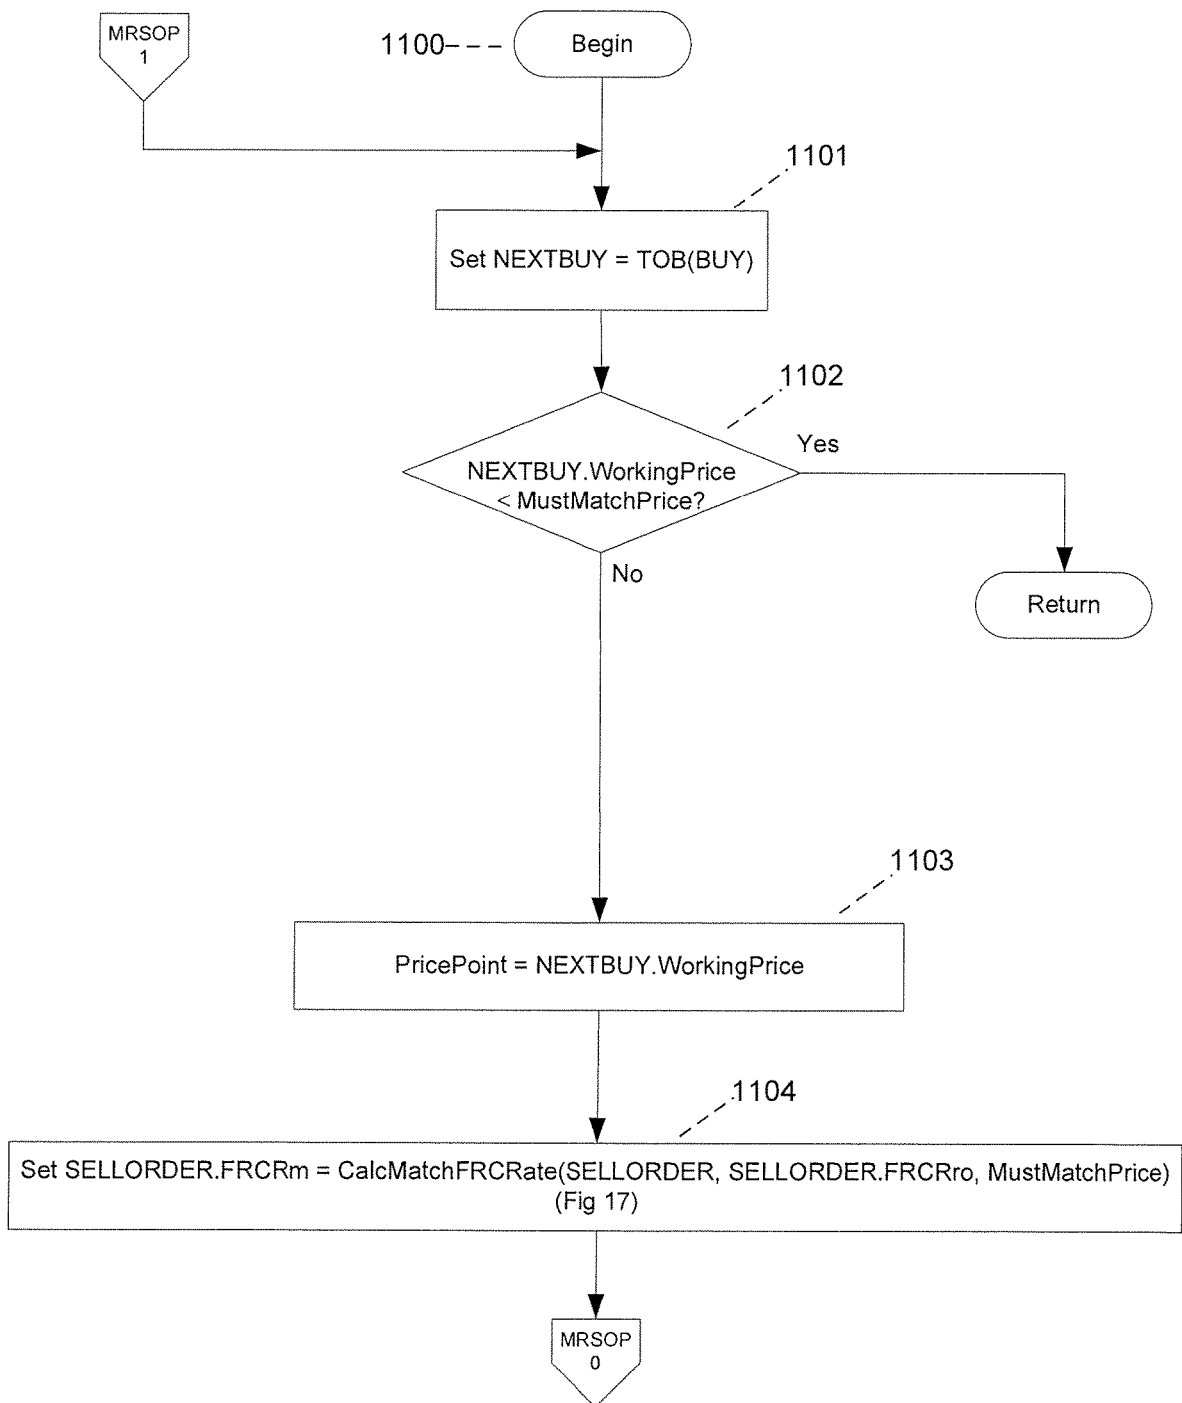 MRSOP
1
1100
Begin
1101
Set NEXTBUY = TOB(BUY)
1102
NEXTBUY.WorkingPrice
< MustMatchPrice?
Yes
No
Return
1103
PricePoint = NEXTBUY.WorkingPrice
1104
Set SELLORDER.FRCRm = CalcMatchFRCRate(SELLORDER, SELLORDER.FRCRro, MustMatchPrice)
(Fig 17)
MRSOP
0